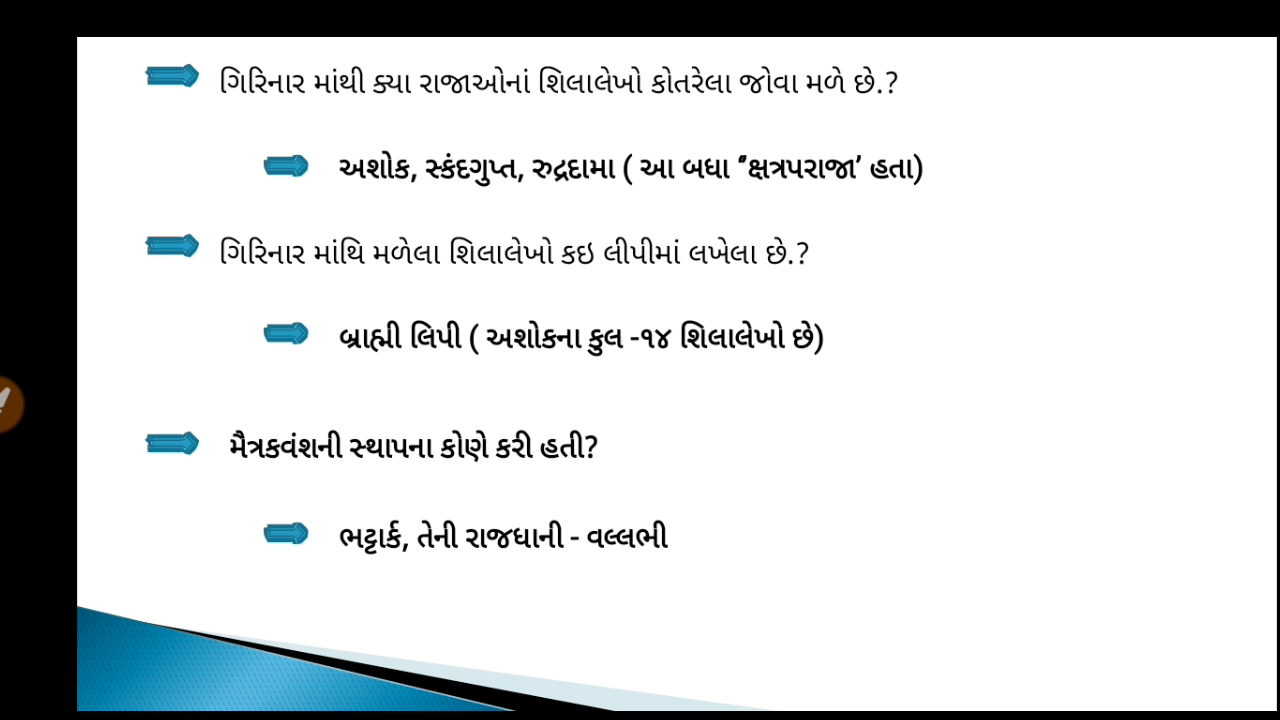 ગિરિનાર માંથી ક્યા રાજાઓનાં શિલાલેખો કોતરેલા જોવા મળે છે.?
અશોક, સ્કંદગુપ્ત, રુદ્રદામા ( આ બધા ‘’ક્ષત્રપરાજા’ હતા)
ગિરિનાર માંથિ મળેલા શિલાલેખો કઇ લીપીમાં લખેલા છે.?
બ્રાહ્મી લિપી ( અશોકના કુલ -૧૪ શિલાલેખો છે)
મૈત્રકવંશની સ્થાપના કોણે કરી હતી?
ભટ્ટાર્ક, તેની રાજધાની - વલ્લભી